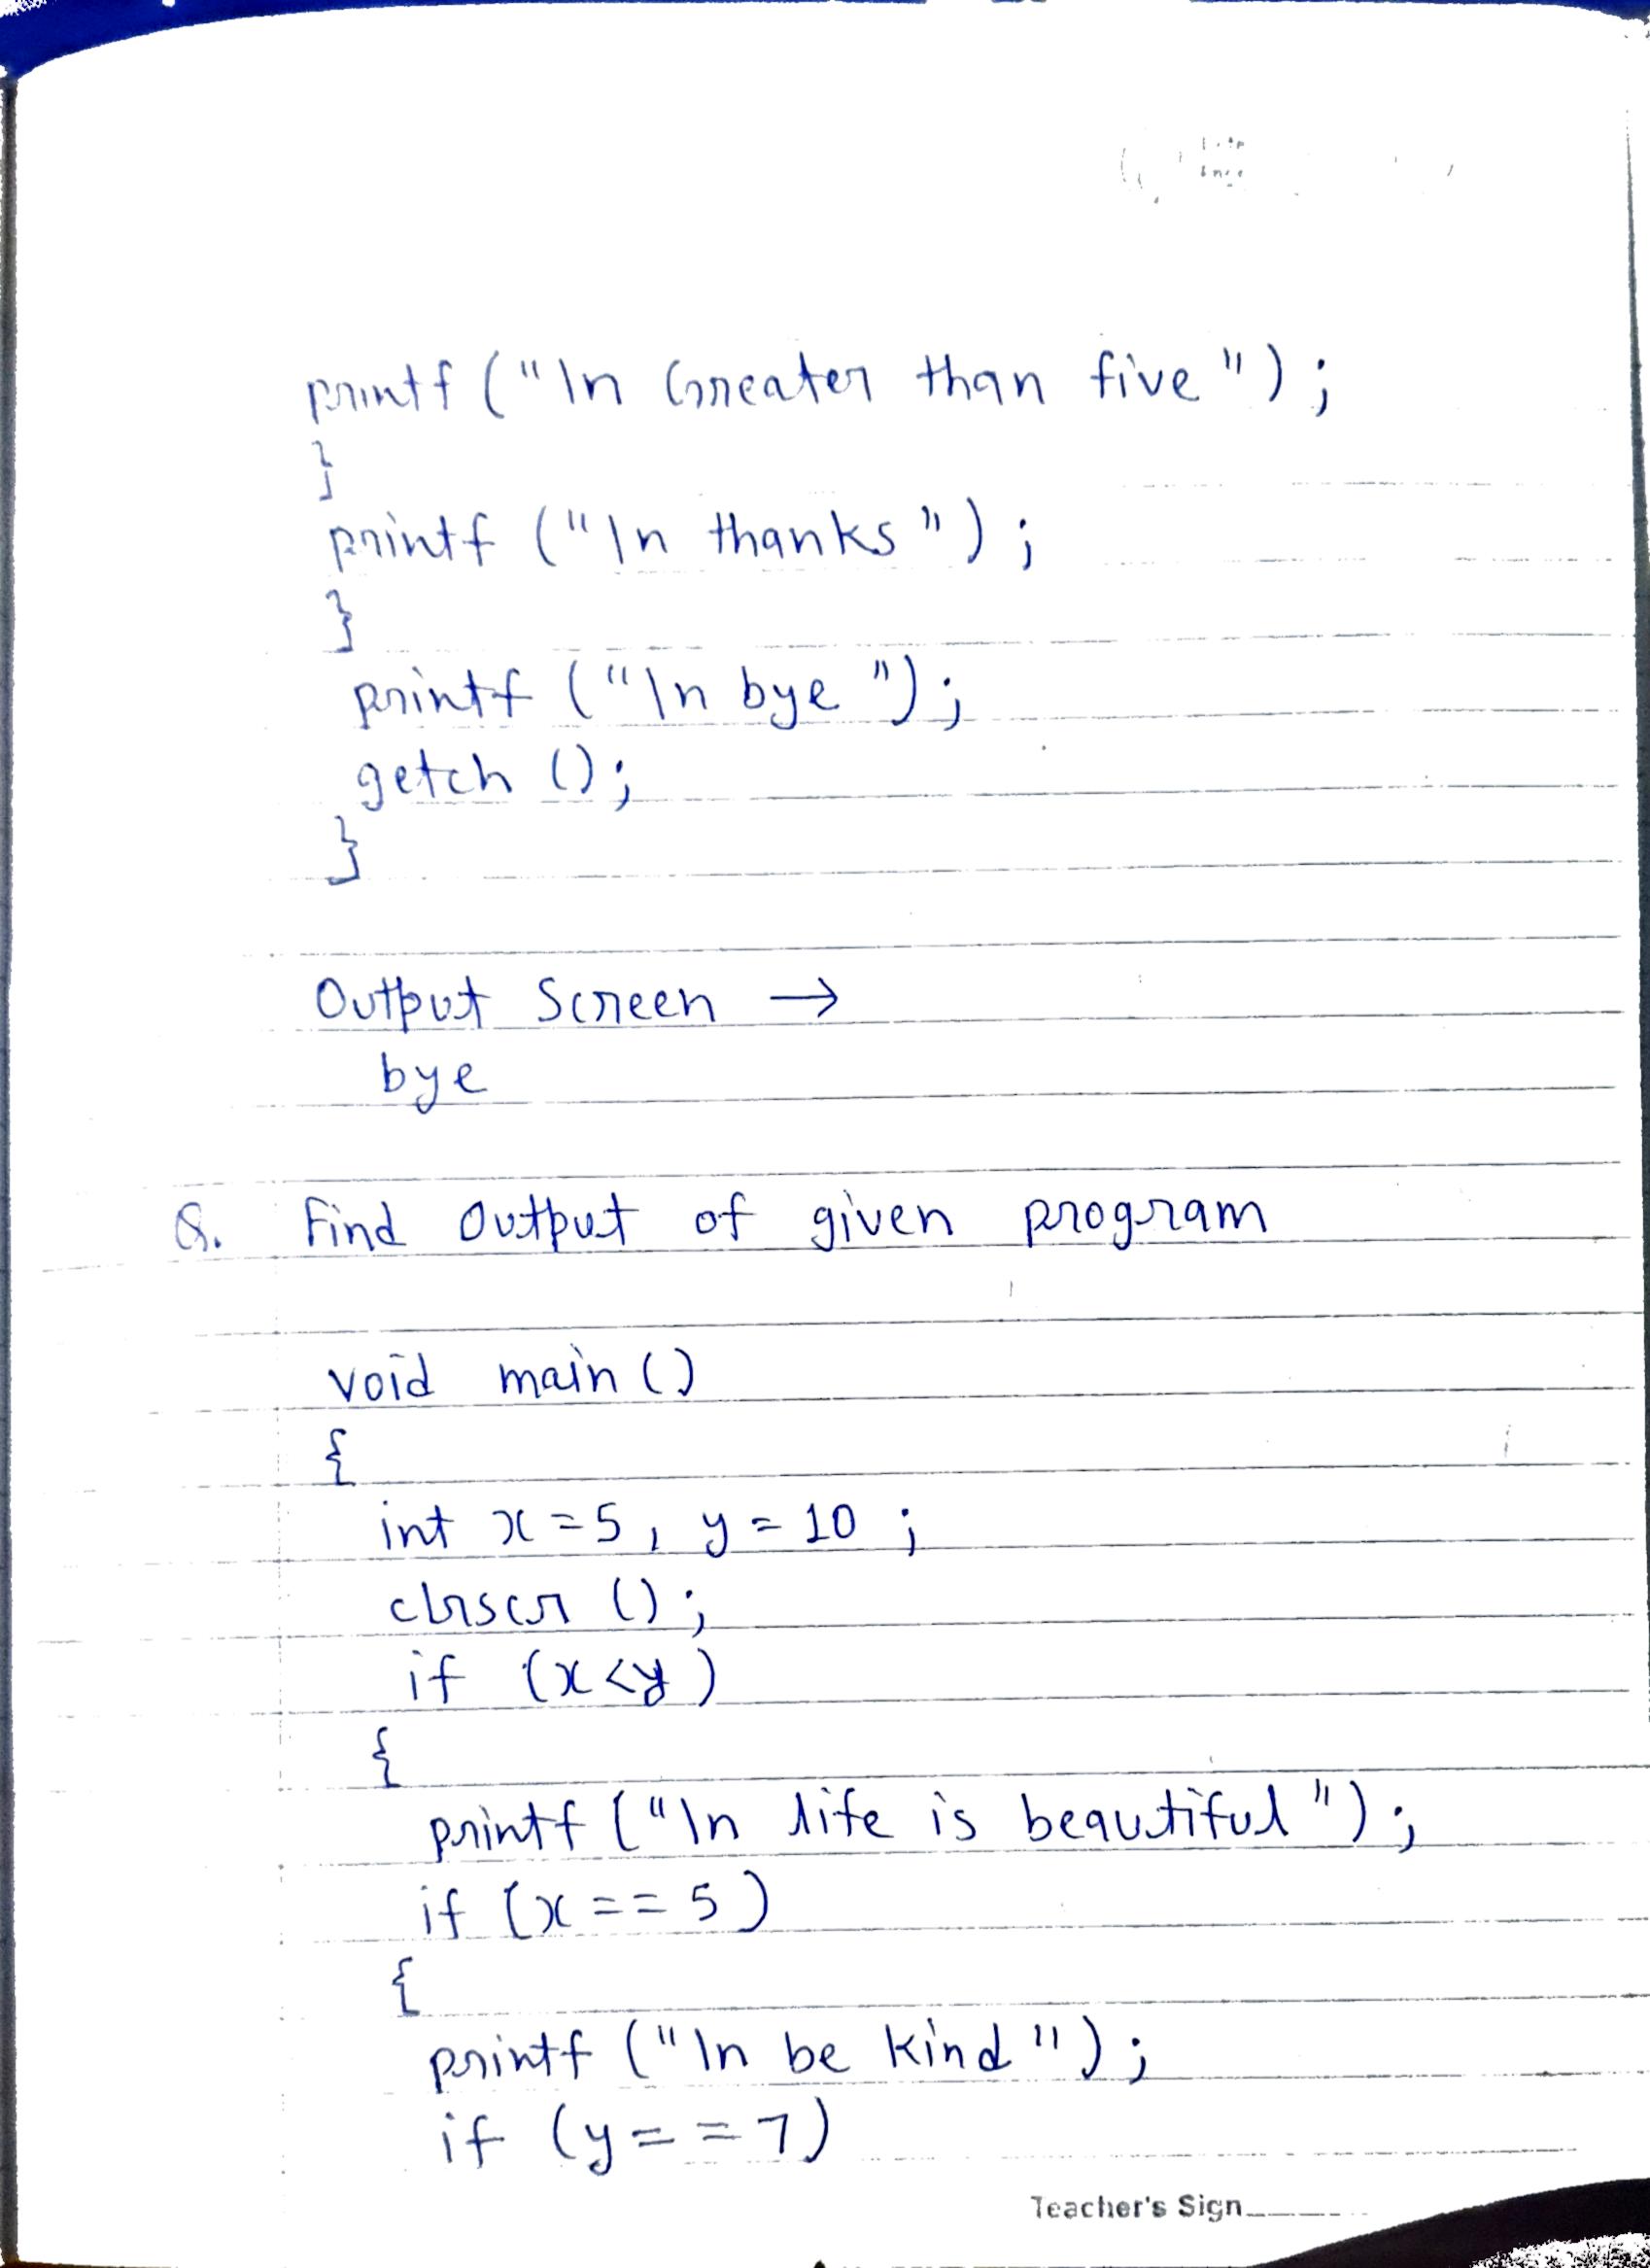 printf ("\n Greater than five");
}
printf ("\n thanks");
}
printf ("\n bye");
getch ();
}
Output Screen →
bye
Q. Find Output of given program
void main()
{
int x=5, y=10;
clrscr ();
if (x<y)
{
printf ("\n life is beautiful");
if (x==5)
{
printf ("\n be kind");
if (y==7)
Teacher's Sign